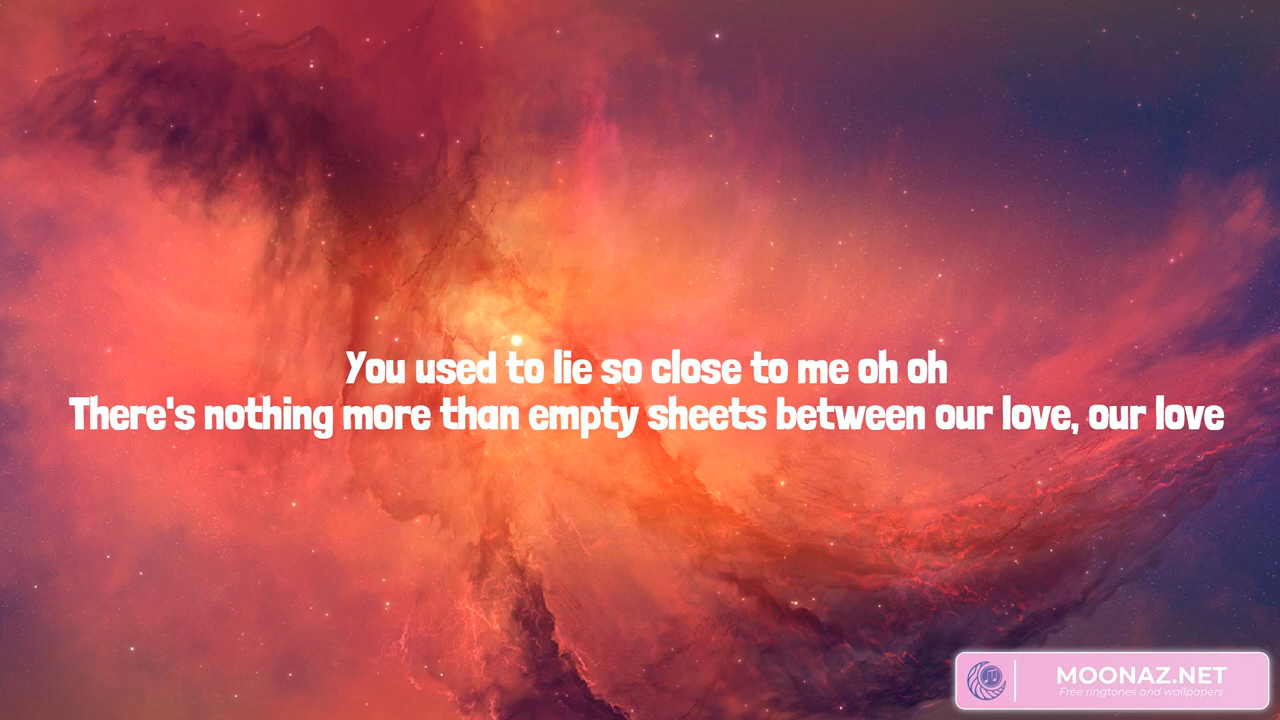 You used to lie so close to me oh oh
There's nothing more than empty sheets between our love, our love
MOONAZ.NET
Free ringtones and wallpapers